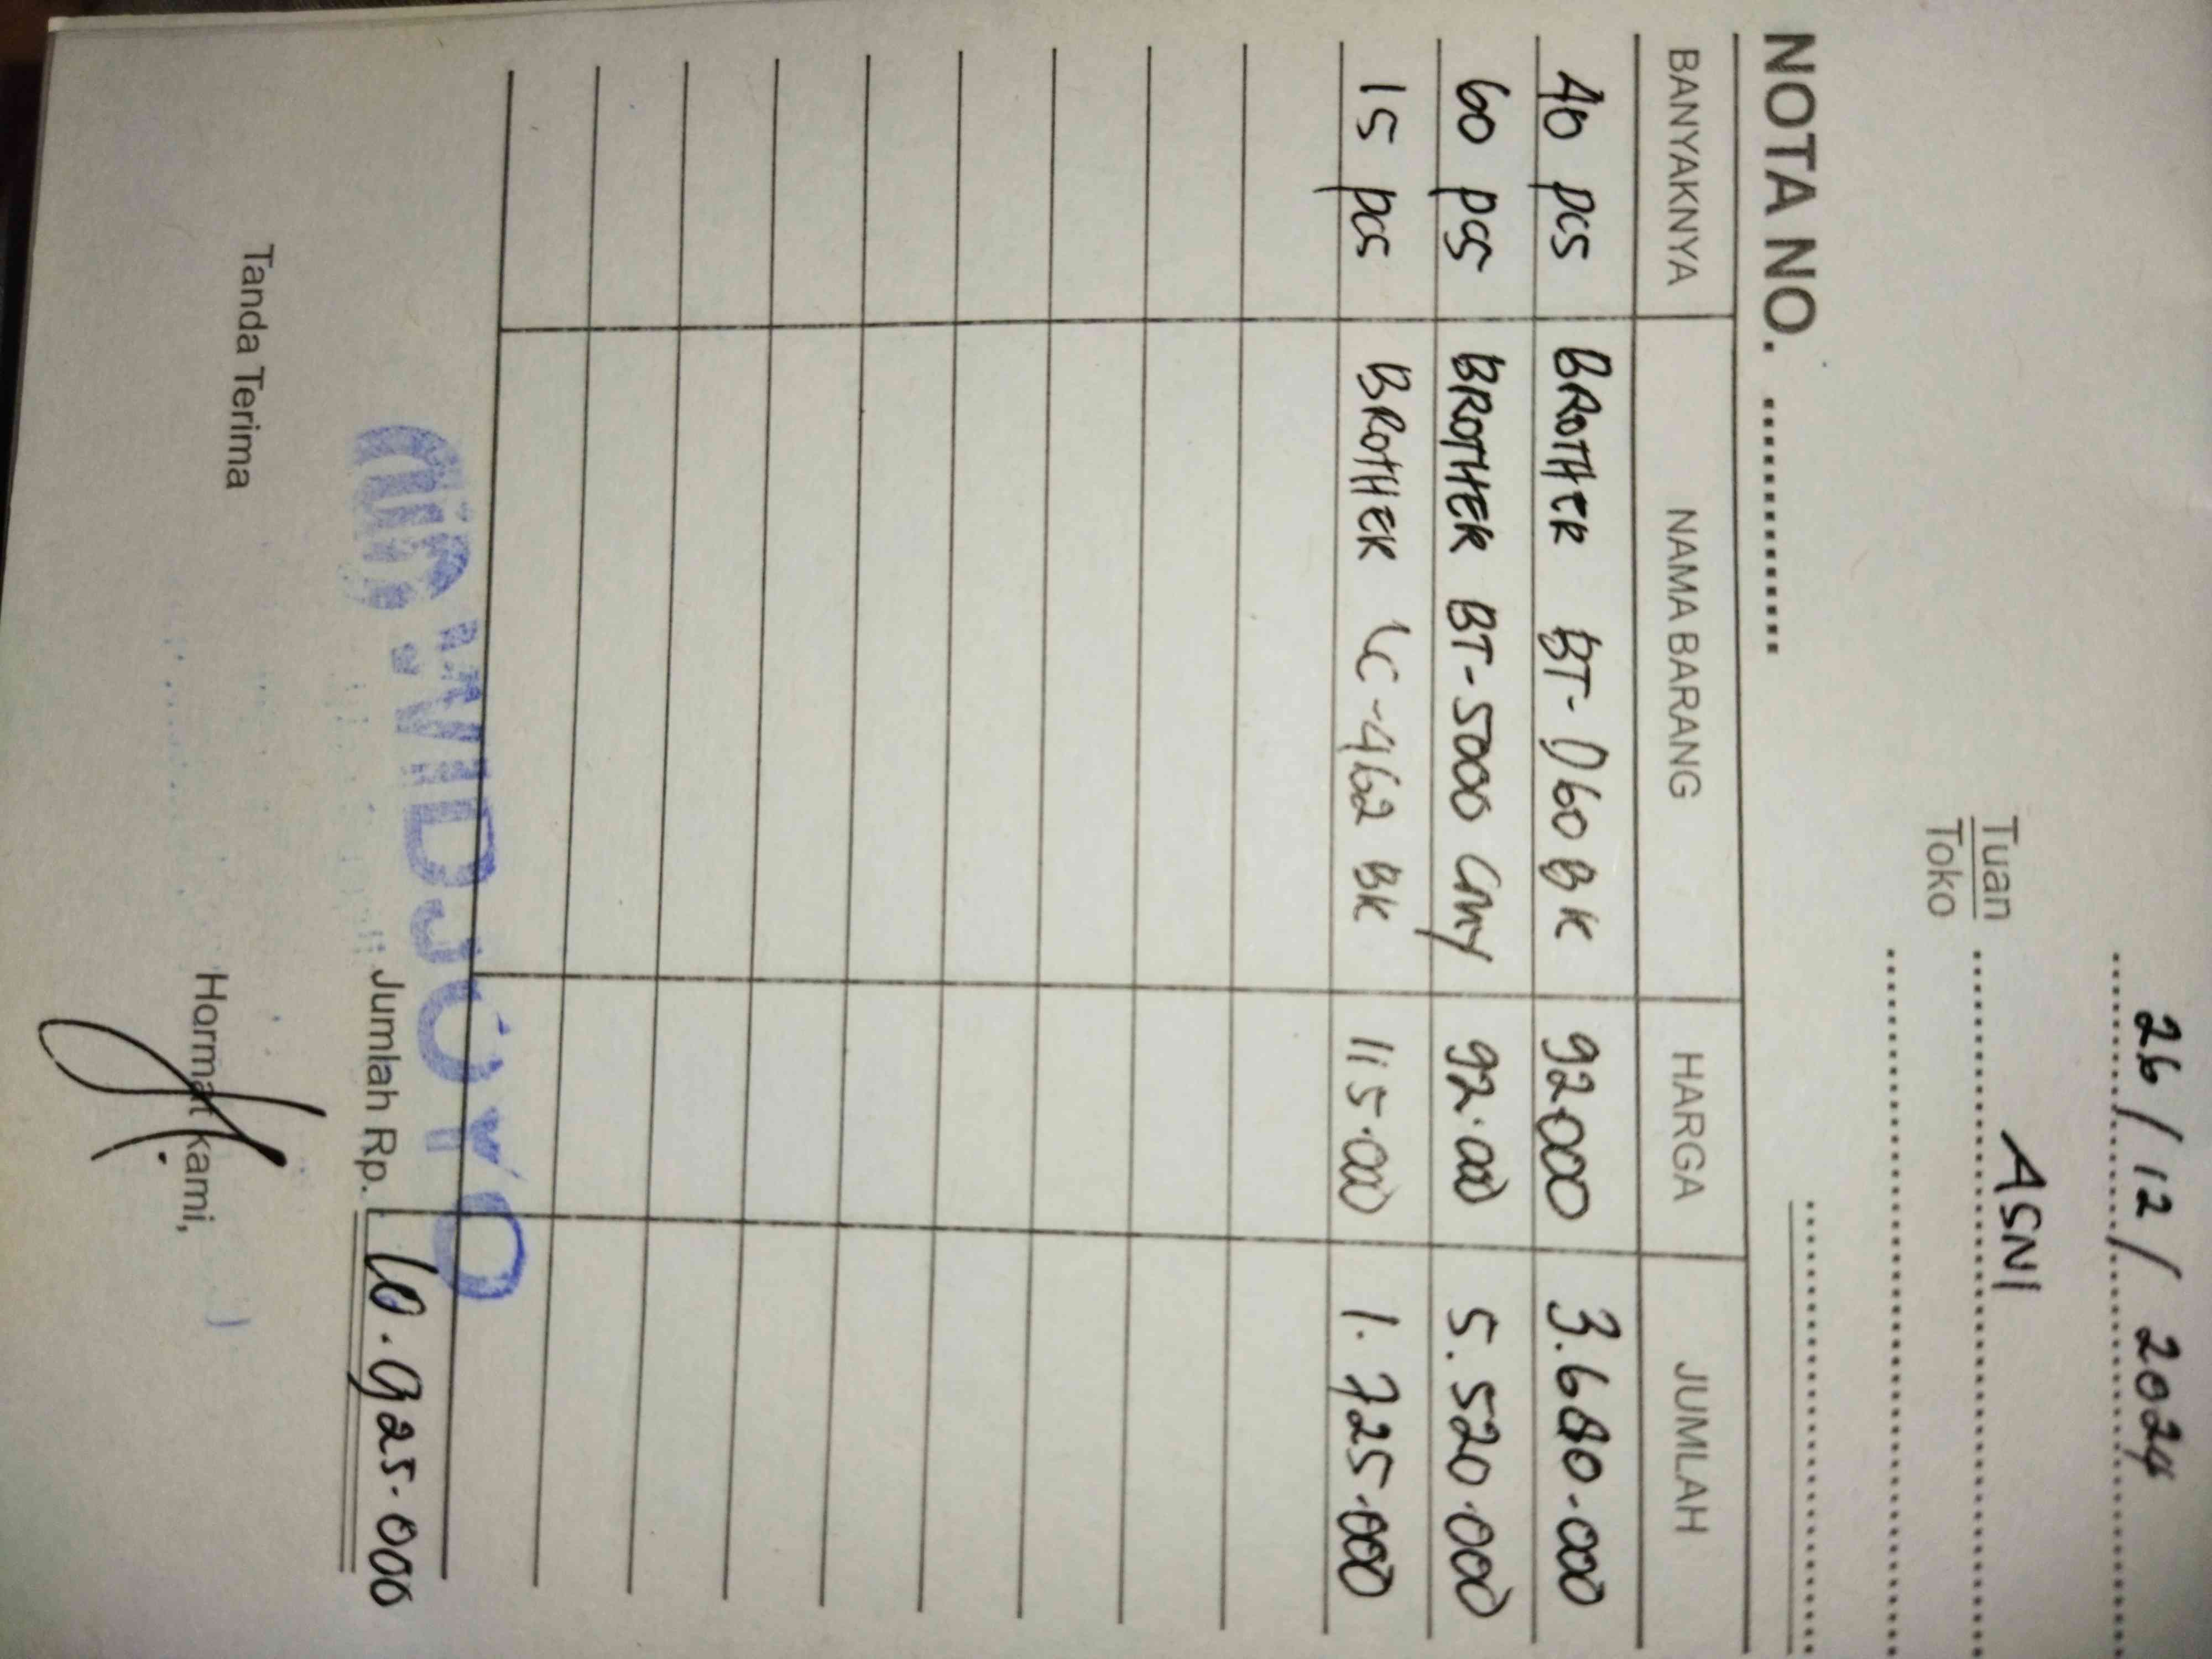 26/12/2024
Tuan ASNI
Toko
NOTA NO.
BANYAKNYA NAMA BARANG HARGA JUMLAH
40 pcs BROTHER BT-D60 BK 92000 3.680.000
60 pcs BROTHER BT-5000 CMY 92.000 5.520.000
15 pcs BROTHER LC-462 BK 115.000 1.725.000
WIDJOYO
Jumlah Rp. 10.925.000
Tanda Terima Hormat kami,